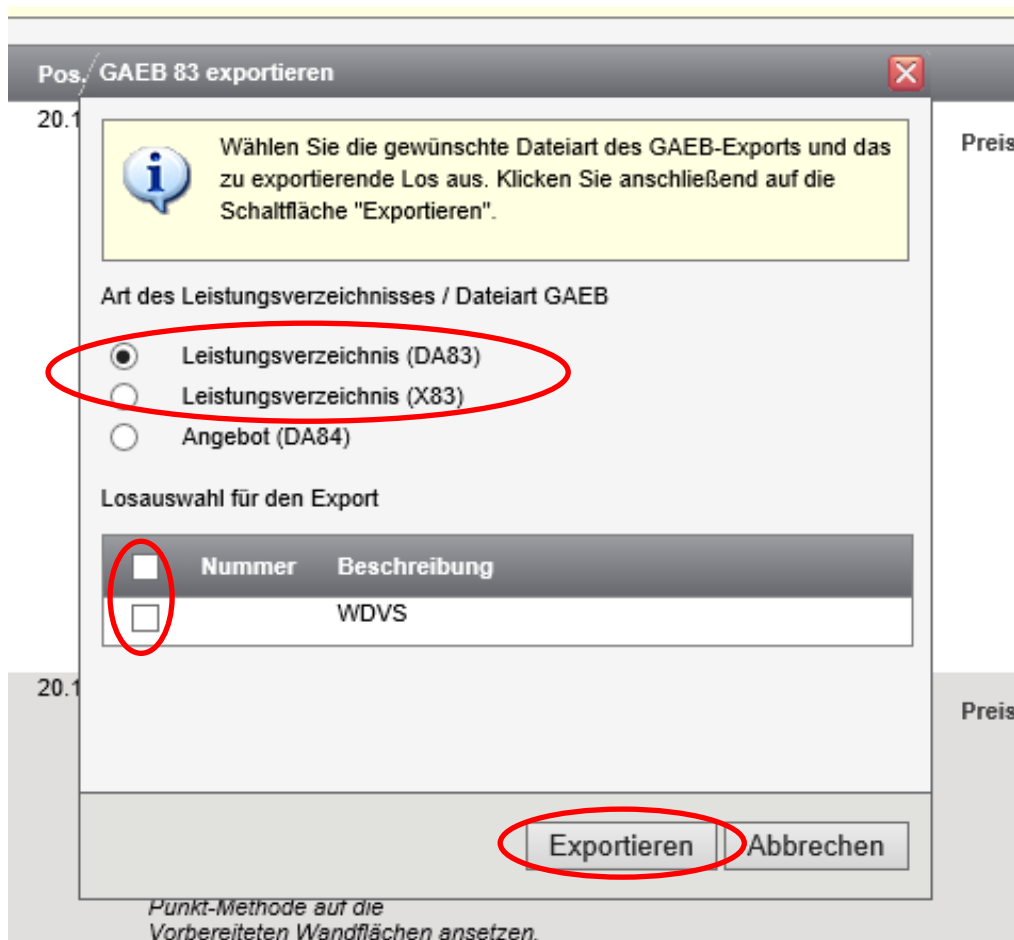 Pos.
GAEB 83 exportieren
20.1
Preis
Wählen Sie die gewünschte Dateiart des GAEB-Exports und das
zu exportierende Los aus. Klicken Sie anschließend auf die
Schaltfläche "Exportieren".
Art des Leistungsverzeichnisses / Dateiart GAEB
Leistungsverzeichnis (DA83)
Leistungsverzeichnis (X83)
Angebot (DA84)
Losauswahl für den Export
Nummer Beschreibung
WDVS
20.1
Preis
Exportieren Abbrechen
Punkt-Methode auf die
Vorbereiteten Wandflächen ansetzen.